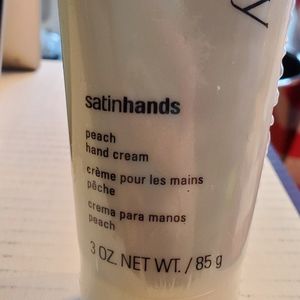 satinhands
peach
hand cream
crème pour les mains
pêche
crema para manos
peach
3 OZ. NET WT. / 85 g